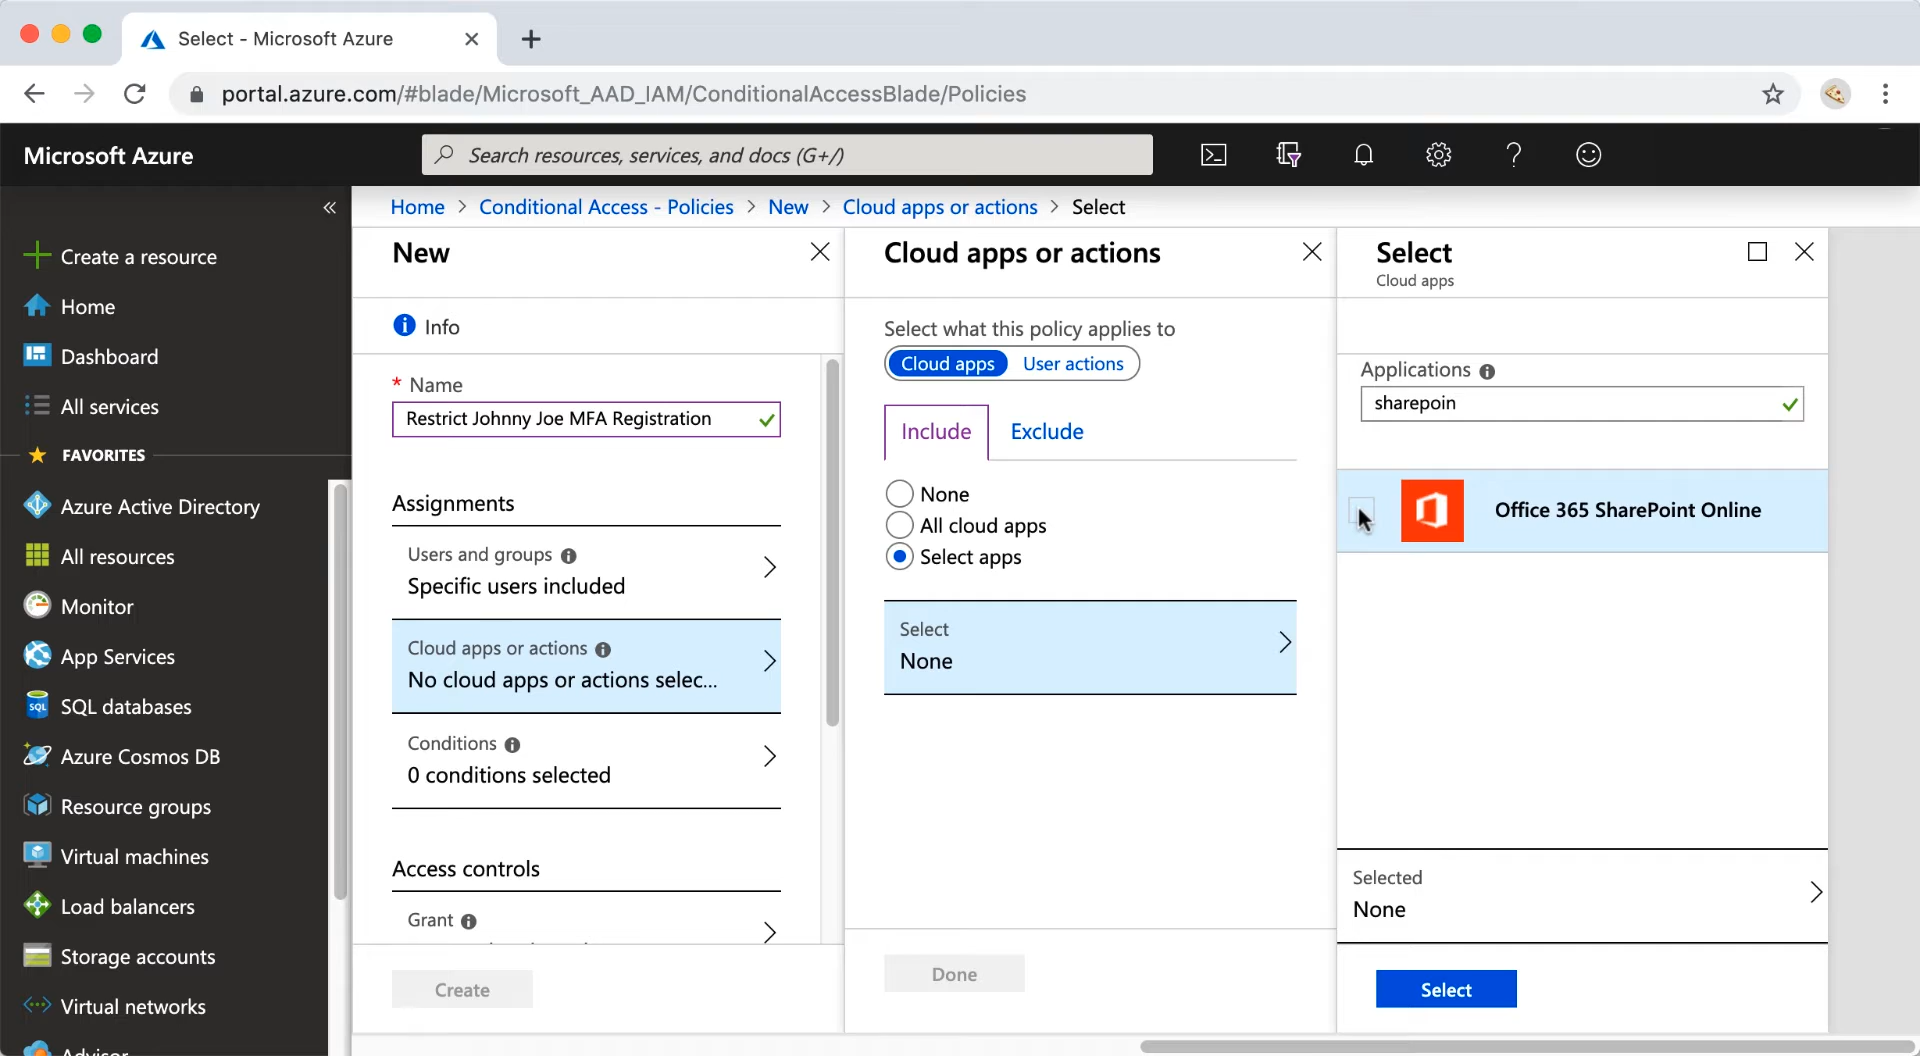 Select - Microsoft Azure
portal.azure.com/#blade/Microsoft_AAD_IAM/ConditionalAccessBlade/Policies
Microsoft Azure
Search resources, services, and docs (G+/)
Create a resource
Home
Dashboard
All services
FAVORITES
Azure Active Directory
All resources
Monitor
App Services
SQL databases
Azure Cosmos DB
Resource groups
Virtual machines
Load balancers
Storage accounts
Virtual networks
Advisor
Home > Conditional Access - Policies > New > Cloud apps or actions > Select
New
Info
* Name
Restrict Johnny Joe MFA Registration
Assignments
Users and groups
Specific users included
Cloud apps or actions
No cloud apps or actions selec...
Conditions
0 conditions selected
Access controls
Grant
Create
Cloud apps or actions
Select what this policy applies to
Cloud apps User actions
Include Exclude
None
All cloud apps
Select apps
Select
None
Done
Select
Cloud apps
Applications
sharepoin
Office 365 SharePoint Online
Selected
None
Select